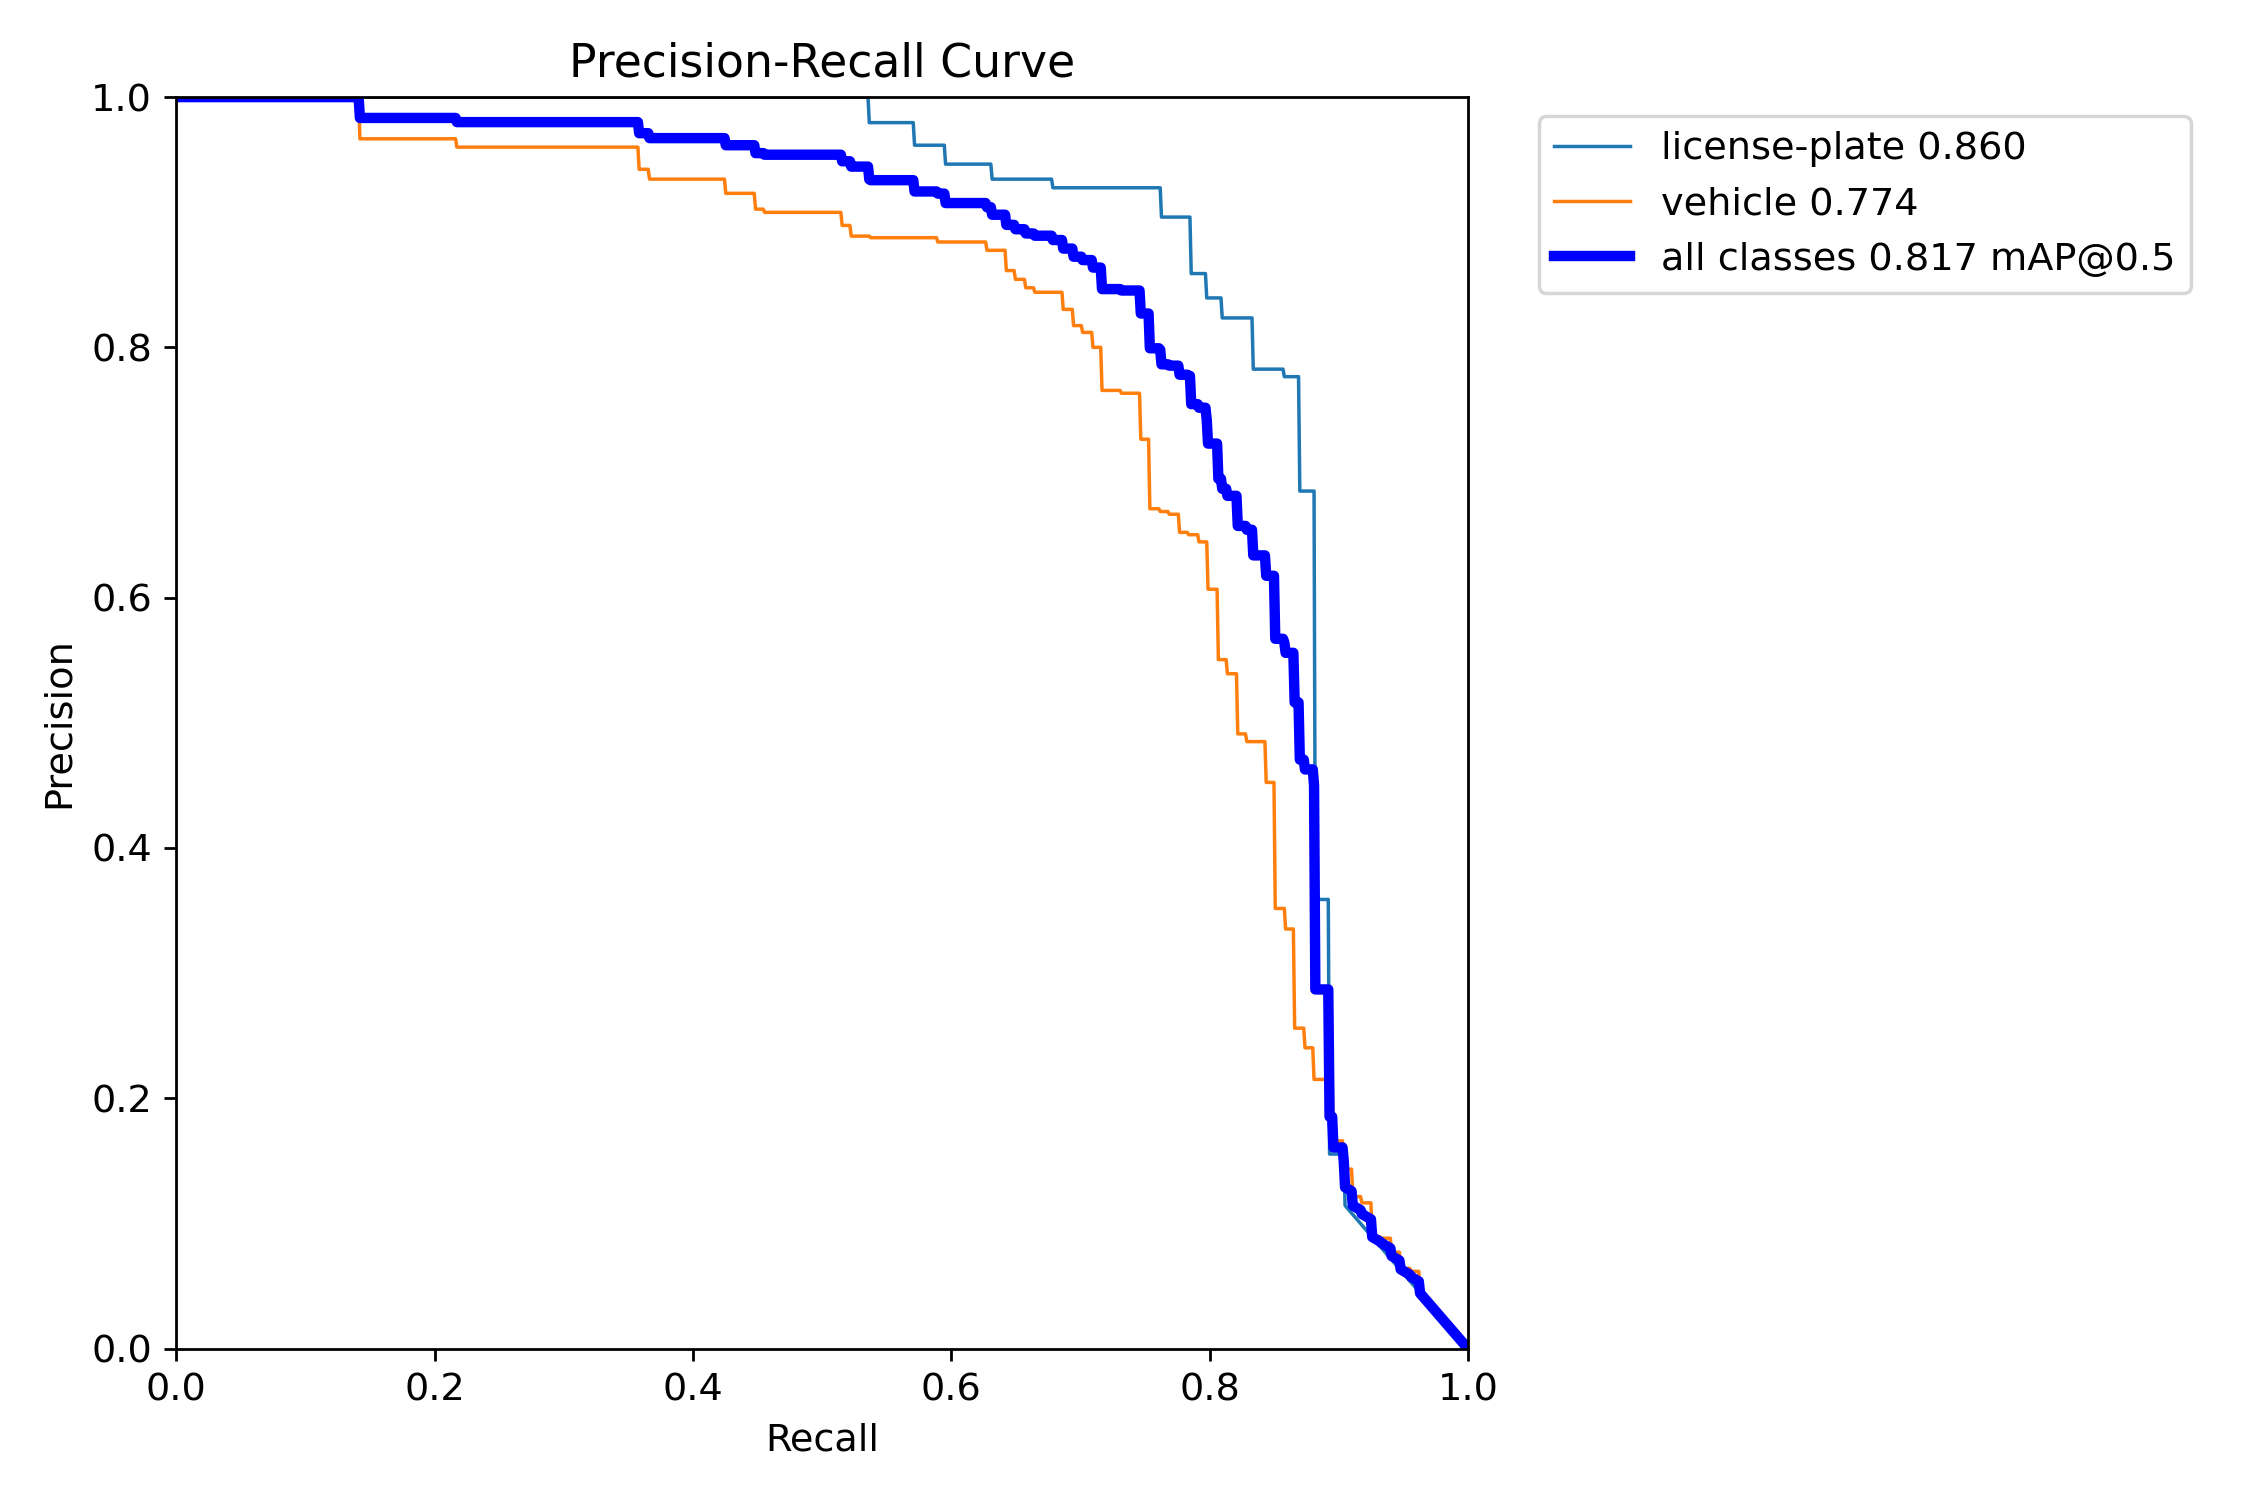 Precision-Recall Curve
license-plate 0.860
vehicle 0.774
all classes 0.817 mAP@0.5
Precision
1.0
0.8
0.6
0.4
0.2
0.0
0.0 0.2 0.4 0.6 0.8 1.0
Recall